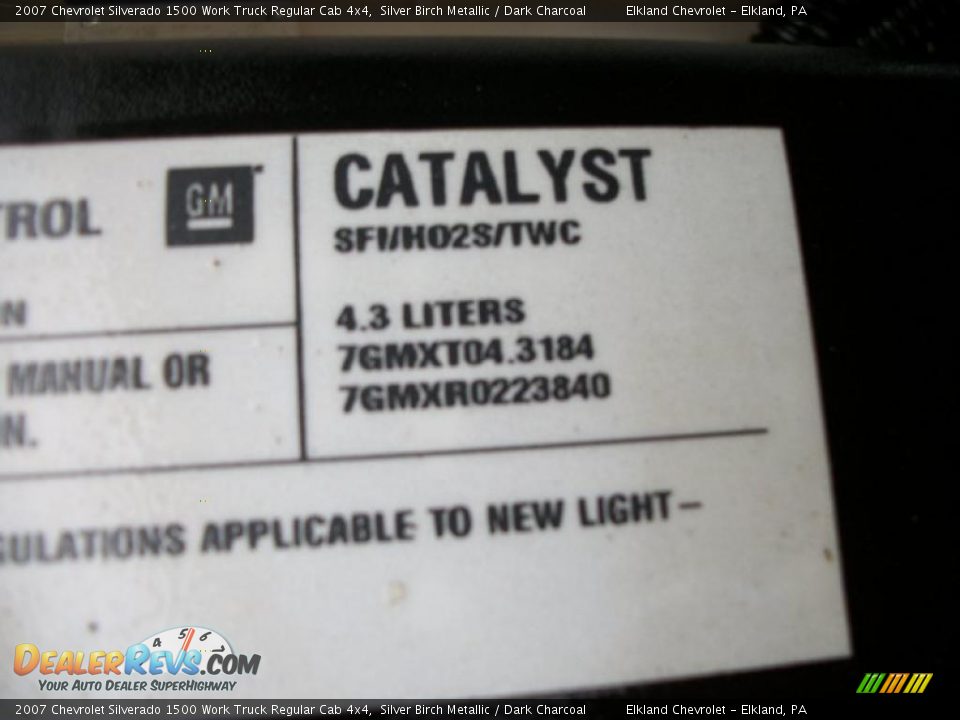 2007 Chevrolet Silverado 1500 Work Truck Regular Cab 4x4, Silver Birch Metallic / Dark Charcoal Elkland Chevrolet - Elkland, PA
TROL
GM
N
MANUAL OR
N.
CATALYST
SFI/HO2S/TWC
4.3 LITERS
7GMXT04.3184
7GMXR0223840
GULATIONS APPLICABLE TO NEW LIGHT-
4 5 6
DEALERREVS.COM
YOUR AUTO DEALER SUPERHIGHWAY
2007 Chevrolet Silverado 1500 Work Truck Regular Cab 4x4, Silver Birch Metallic / Dark Charcoal Elkland Chevrolet - Elkland, PA